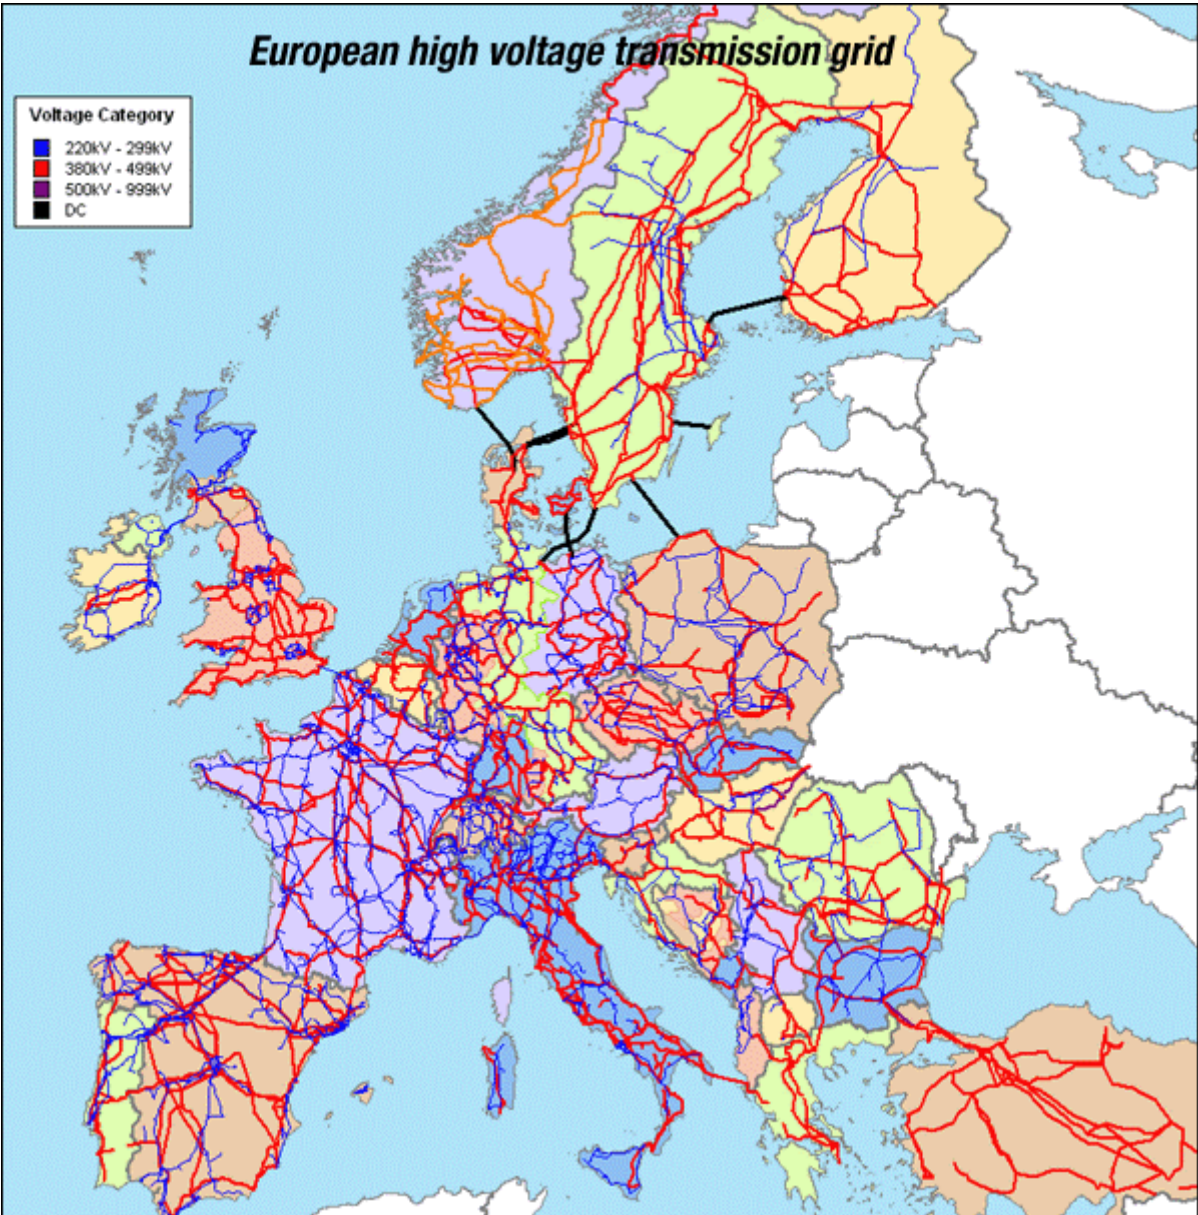 European high voltage transmission grid
Voltage Category
220kV - 299kV
380kV - 499kV
500kV - 999kV
DC